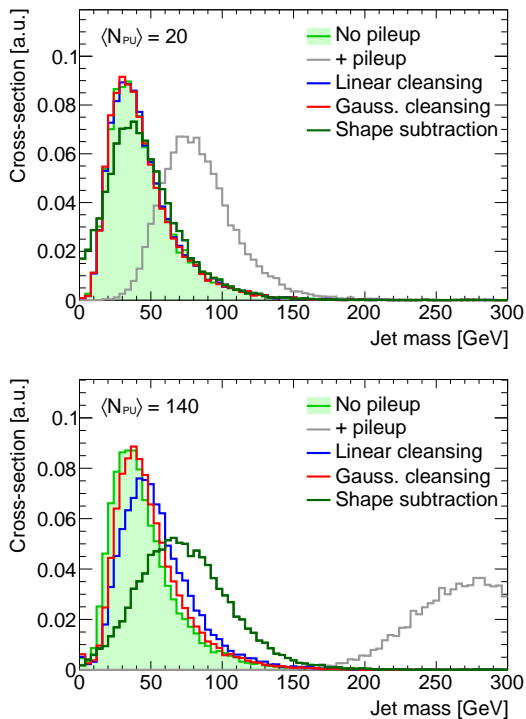 ⟨N_PU⟩ = 20
No pileup
+ pileup
Linear cleansing
Gauss. cleansing
Shape subtraction
Cross-section [a.u.]
0.1
0.08
0.06
0.04
0.02
0
0 50 100 150 200 250 300
Jet mass [GeV]
⟨N_PU⟩ = 140
No pileup
+ pileup
Linear cleansing
Gauss. cleansing
Shape subtraction
Cross-section [a.u.]
0.1
0.08
0.06
0.04
0.02
0
0 50 100 150 200 250 300
Jet mass [GeV]